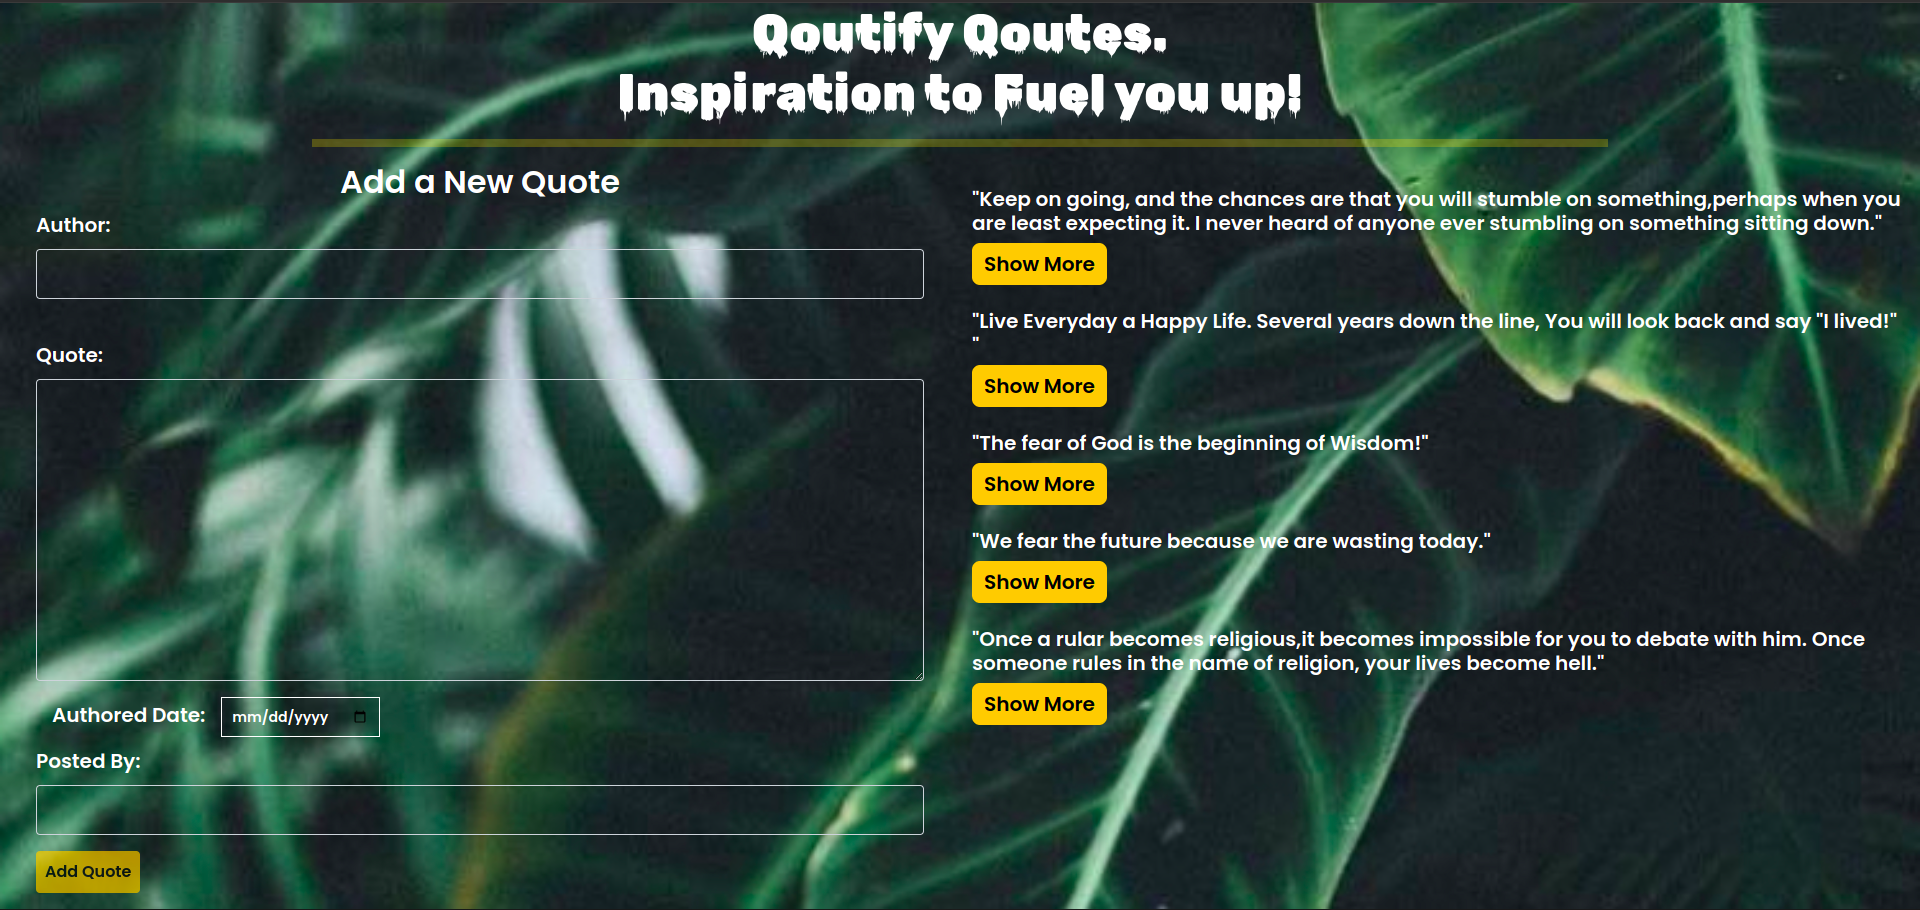 Qoutify Qoutes.
Inspiration to Fuel you up!
Add a New Quote
Author:
Quote:
Authored Date: mm/dd/yyyy
Posted By:
Add Quote
"Keep on going, and the chances are that you will stumble on something,perhaps when you
are least expecting it. I never heard of anyone ever stumbling on something sitting down."
Show More
"Live Everyday a Happy Life. Several years down the line, You will look back and say "I lived!"
"
Show More
"The fear of God is the beginning of Wisdom!"
Show More
"We fear the future because we are wasting today."
Show More
"Once a rular becomes religious,it becomes impossible for you to debate with him. Once
someone rules in the name of religion, your lives become hell."
Show More